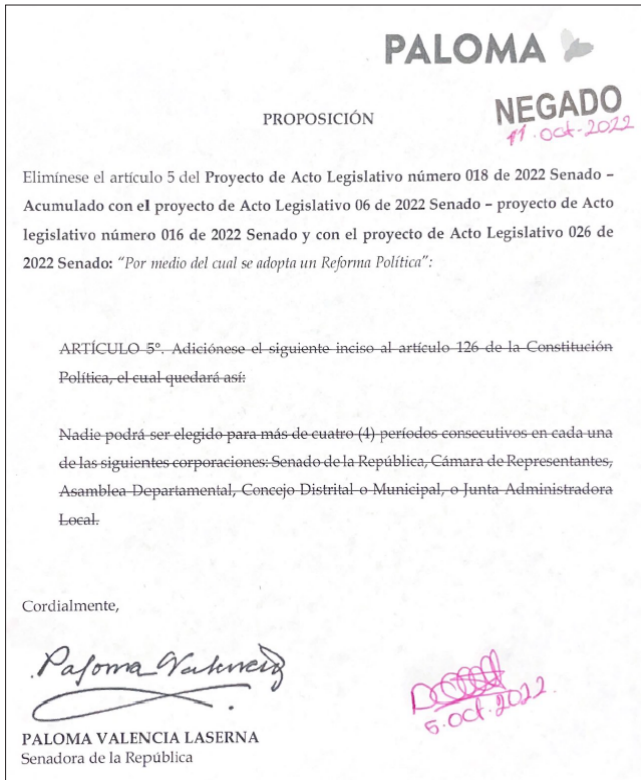 PALOMA
NEGADO
PROPOSICIÓN
11·oct-2022
Elimínese el artículo 5 del Proyecto de Acto Legislativo número 018 de 2022 Senado –
Acumulado con el proyecto de Acto Legislativo 06 de 2022 Senado – proyecto de Acto
legislativo número 016 de 2022 Senado y con el proyecto de Acto Legislativo 026 de
2022 Senado: "Por medio del cual se adopta un Reforma Política":
ARTÍCULO 5°. Adiciónese el siguiente inciso al artículo 126 de la Constitución
Política, el cual quedará así:
Nadie podrá ser elegido para más de cuatro (4) períodos consecutivos en cada una
de las siguientes corporaciones: Senado de la República, Cámara de Representantes,
Asamblea Departamental, Concejo Distrital o Municipal, o Junta Administradora
Local.
Cordialmente,
Paloma Valencia
5·oct·2022
PALOMA VALENCIA LASERNA
Senadora de la República